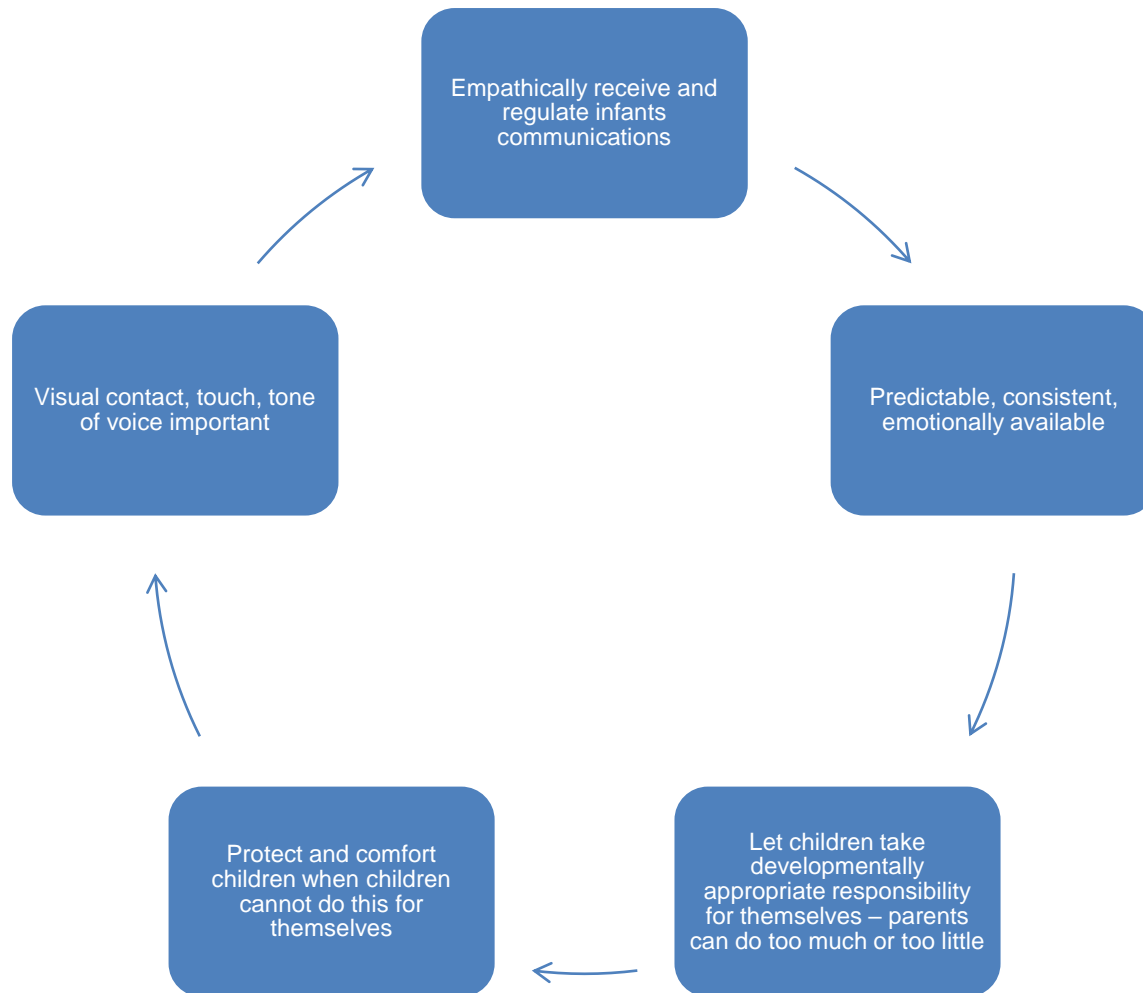 Empathically receive and
regulate infants
communications
Predictable, consistent,
emotionally available
Let children take
developmentally
appropriate responsibility
for themselves – parents
can do too much or too little
Protect and comfort
children when children
cannot do this for
themselves
Visual contact, touch, tone
of voice important